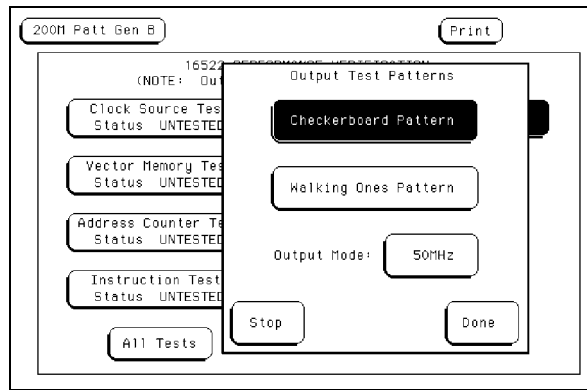 200M Patt Gen B
Print
16522
(NOTE: Out
Output Test Patterns
Clock Source Tes
Status UNTESTED
Checkerboard Pattern
Vector Memory Tes
Status UNTESTED
Walking Ones Pattern
Address Counter Te
Status UNTESTED
Output Mode:
50MHz
Instruction Test
Status UNTESTED
Stop
Done
All Tests